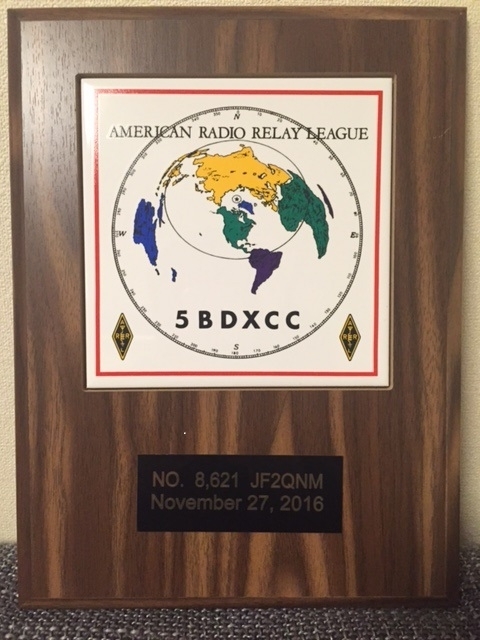 AMERICAN RADIO RELAY LEAGUE
N
W
E
5BDXCC
S
NO. 8,621 JF2QNM
November 27, 2016